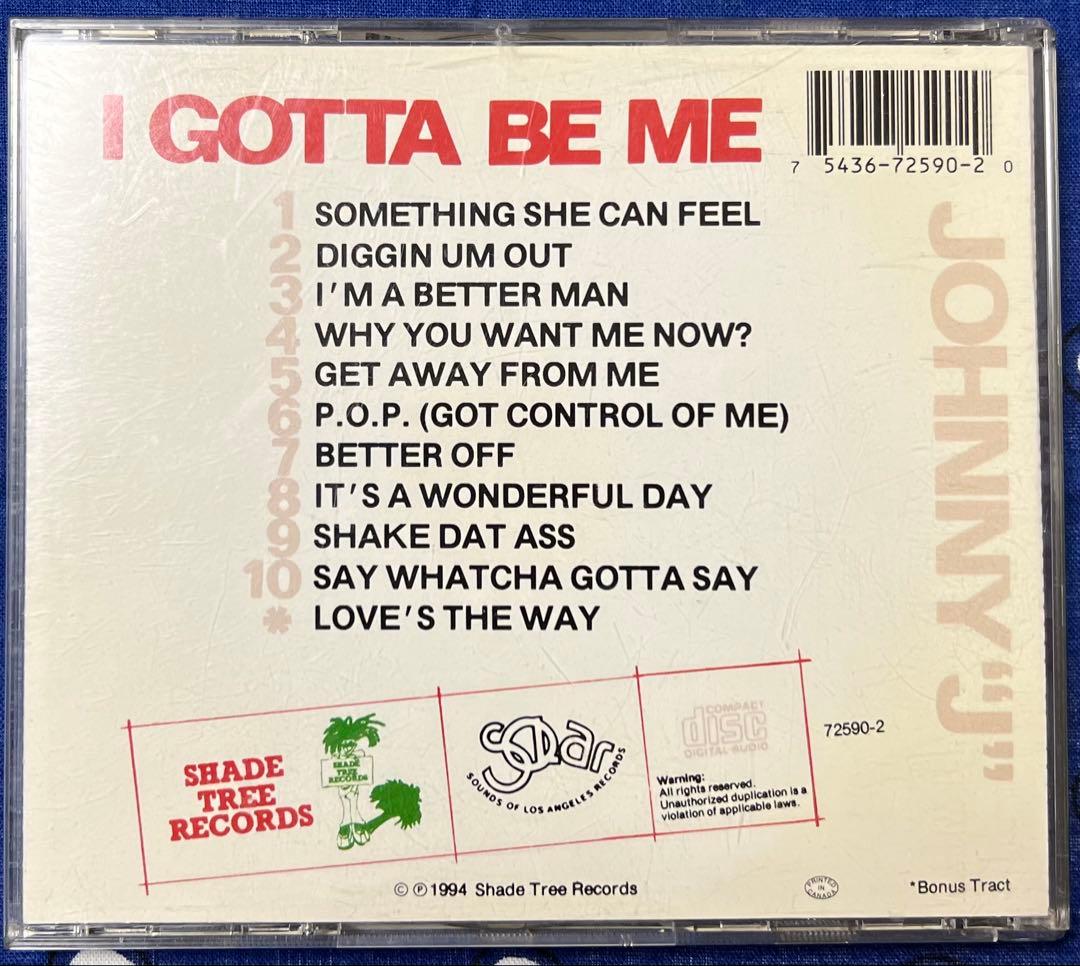 I GOTTA BE ME
7 5436-72590-2 0
1 SOMETHING SHE CAN FEEL
2 DIGGIN UM OUT
3 I'M A BETTER MAN
4 WHY YOU WANT ME NOW?
5 GET AWAY FROM ME
6 P.O.P. (GOT CONTROL OF ME)
7 BETTER OFF
8 IT'S A WONDERFUL DAY
9 SHAKE DAT ASS
10 SAY WHATCHA GOTTA SAY
* LOVE'S THE WAY
JOHNNY "J"
SHADE
TREE
RECORDS
SHADE
TREE
RECORDS
Solar
SOUNDS OF LOS ANGELES RECORDS
COMPACT
disc
DIGITAL AUDIO
Warning:
All rights reserved.
Unauthorized duplication is a
violation of applicable laws.
72590-2
© ℗ 1994 Shade Tree Records
PRINTED
IN
CANADA
*Bonus Tract